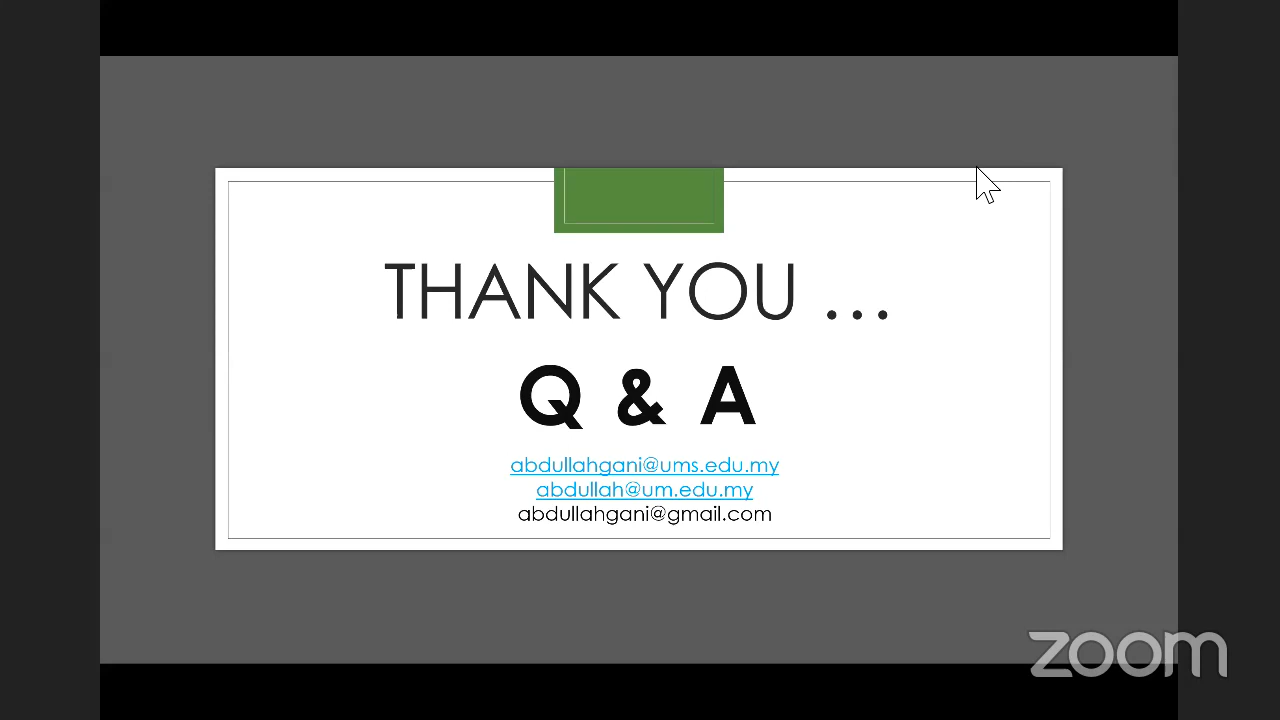 THANK YOU ...
Q & A
abdullahgani@ums.edu.my
abdullah@um.edu.my
abdullahgani@gmail.com
zoom